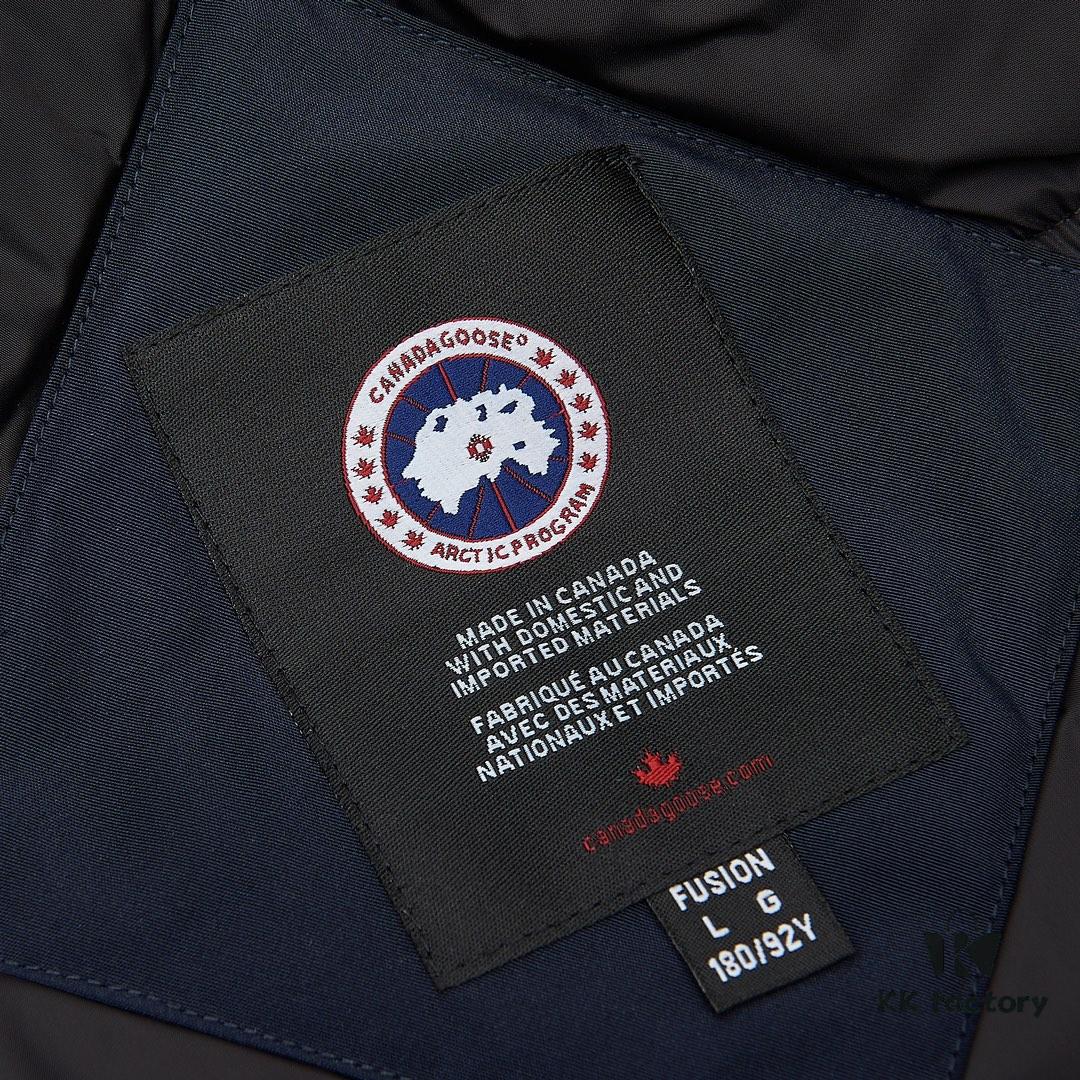 CANADA GOOSE®
ARCTIC PROGRAM
MADE IN CANADA
WITH DOMESTIC AND
IMPORTED MATERIALS
FABRIQUÉ AU CANADA
AVEC DES MATERIAUX
NATIONAUX ET IMPORTÉS
canadagoose.com
FUSION
L G
180/92Y
KK factory